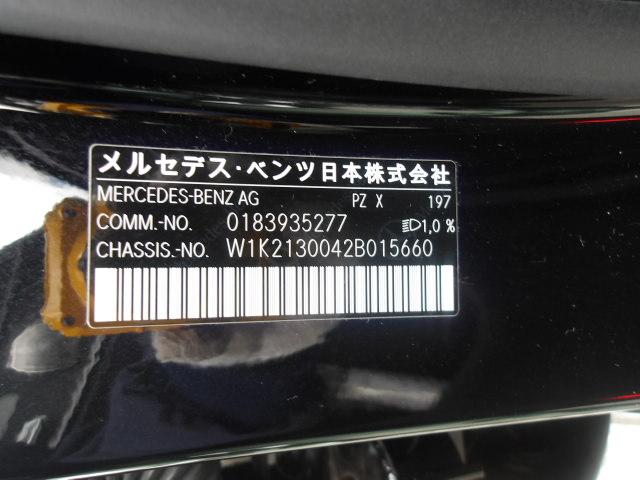 メルセデス・ベンツ日本株式会社
MERCEDES-BENZ AG PZ X 197
COMM.-NO. 0183935277 1,0 %
CHASSIS.-NO. W1K2130042B015660